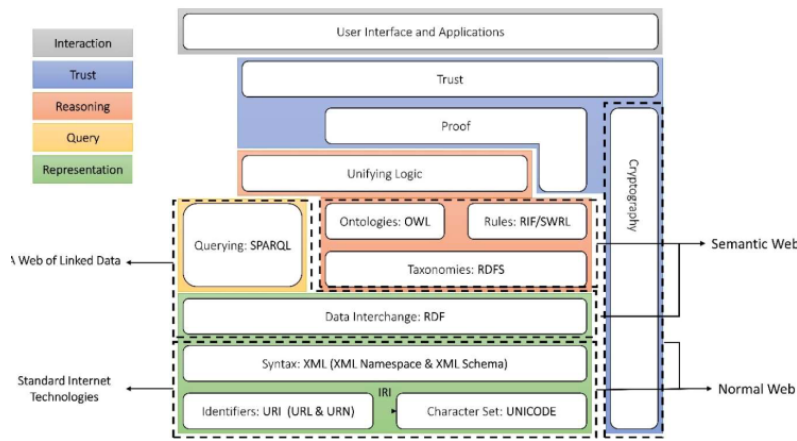 User Interface and Applications
Interaction
Trust
Reasoning
Query
Representation
Trust
Proof
Unifying Logic
Cryptography
Ontologies: OWL
Rules: RIF/SWRL
Querying: SPARQL
Taxonomies: RDFS
A Web of Linked Data
Semantic Web
Data Interchange: RDF
Syntax: XML (XML Namespace & XML Schema)
Standard Internet
Technologies
IRI
Normal Web
Identifiers: URI (URL & URN)
Character Set: UNICODE